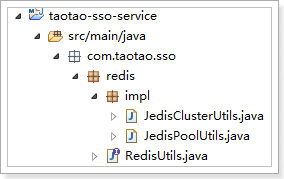 taotao-sso-service
src/main/java
com.taotao.sso
redis
impl
JedisClusterUtils.java
JedisPoolUtils.java
RedisUtils.java